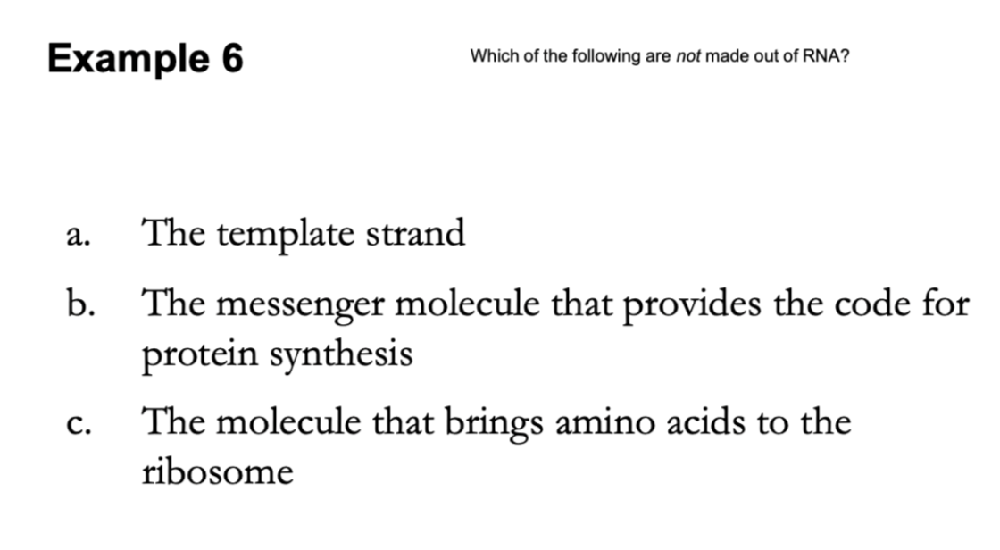 Example 6
Which of the following are not made out of RNA?
a. The template strand
b. The messenger molecule that provides the code for
protein synthesis
c. The molecule that brings amino acids to the
ribosome